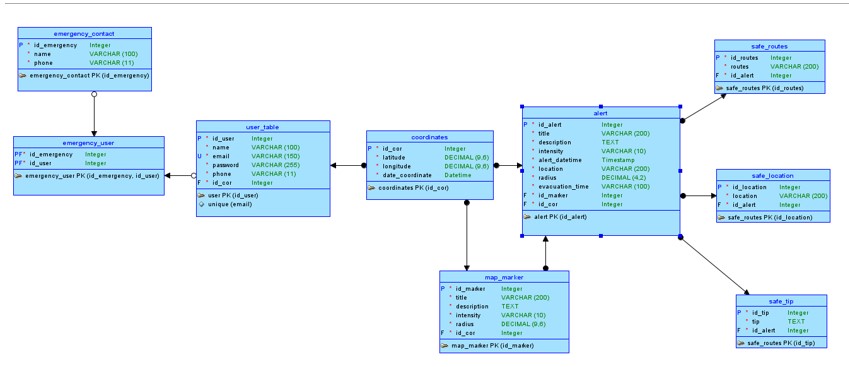 emergency_contact
P * id_emergency Integer
* name VARCHAR (100)
* phone VARCHAR (11)
emergency_contact PK (id_emergency)
emergency_user
PF* id_emergency Integer
PF* id_user Integer
emergency_user PK (id_emergency, id_user)
user_table
P * id_user Integer
* name VARCHAR (100)
U * email VARCHAR (150)
* password VARCHAR (255)
* phone VARCHAR (11)
F * id_cor Integer
user PK (id_user)
unique (email)
coordinates
P * id_cor Integer
* latitude DECIMAL (9,6)
* longitude DECIMAL (9,6)
* date_coordinate Datetime
coordinates PK (id_cor)
map_marker
P * id_marker Integer
* title VARCHAR (200)
* description TEXT
* intensity VARCHAR (10)
* radius DECIMAL (9,6)
F * id_cor Integer
map_marker PK (id_marker)
alert
P * id_alert Integer
* title VARCHAR (200)
* description TEXT
* intensity VARCHAR (10)
* alert_datetime Timestamp
* location VARCHAR (200)
* radius DECIMAL (4,2)
* evacuation_time VARCHAR (100)
F * id_marker Integer
F * id_cor Integer
alert PK (id_alert)
safe_routes
P * id_routes Integer
* routes VARCHAR (200)
F * id_alert Integer
safe_routes PK (id_routes)
safe_location
P * id_location Integer
* location VARCHAR (200)
F * id_alert Integer
safe_routes PK (id_location)
safe_tip
P * id_tip Integer
* tip TEXT
F * id_alert Integer
safe_routes PK (id_tip)